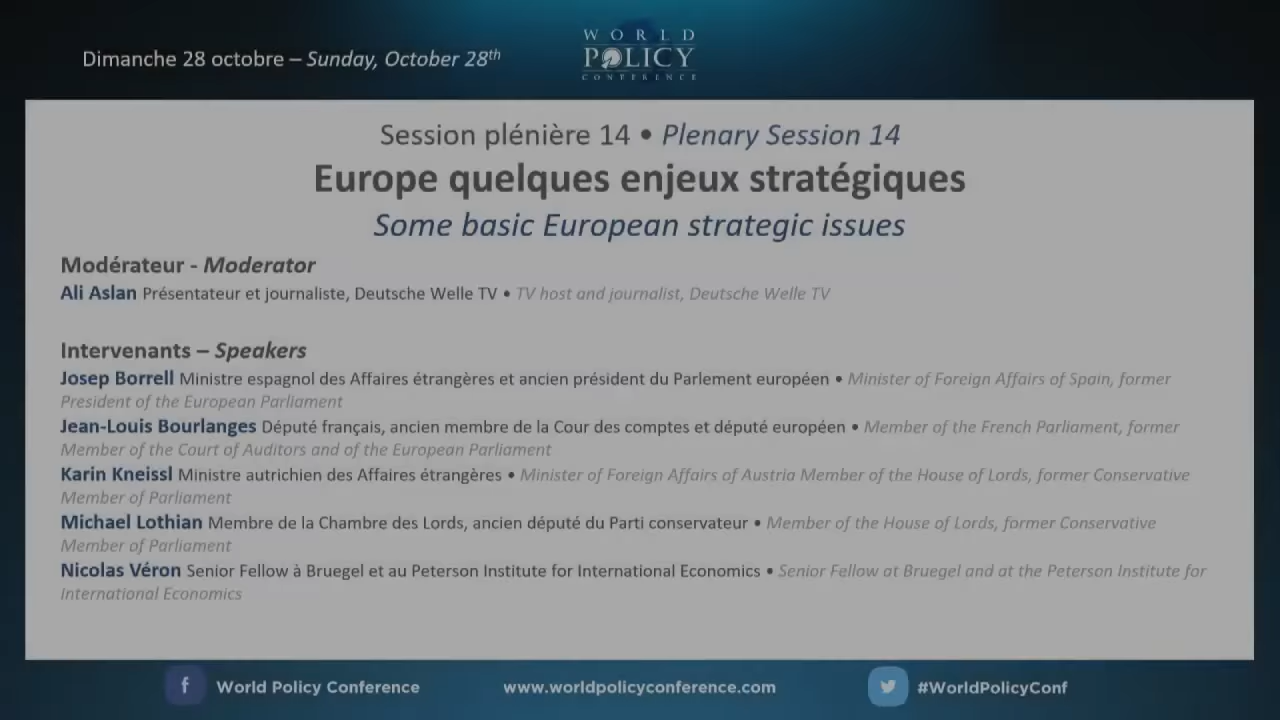 Dimanche 28 octobre – Sunday, October 28th
WORLD
POLICY
CONFERENCE
Session plénière 14 • Plenary Session 14
Europe quelques enjeux stratégiques
Some basic European strategic issues
Modérateur - Moderator
Ali Aslan Présentateur et journaliste, Deutsche Welle TV • TV host and journalist, Deutsche Welle TV
Intervenants – Speakers
Josep Borrell Ministre espagnol des Affaires étrangères et ancien président du Parlement européen • Minister of Foreign Affairs of Spain, former
President of the European Parliament
Jean-Louis Bourlanges Député français, ancien membre de la Cour des comptes et député européen • Member of the French Parliament, former
Member of the Court of Auditors and of the European Parliament
Karin Kneissl Ministre autrichien des Affaires étrangères • Minister of Foreign Affairs of Austria Member of the House of Lords, former Conservative
Member of Parliament
Michael Lothian Membre de la Chambre des Lords, ancien député du Parti conservateur • Member of the House of Lords, former Conservative
Member of Parliament
Nicolas Véron Senior Fellow à Bruegel et au Peterson Institute for International Economics • Senior Fellow at Bruegel and at the Peterson Institute for
International Economics
f World Policy Conference
www.worldpolicyconference.com
#WorldPolicyConf